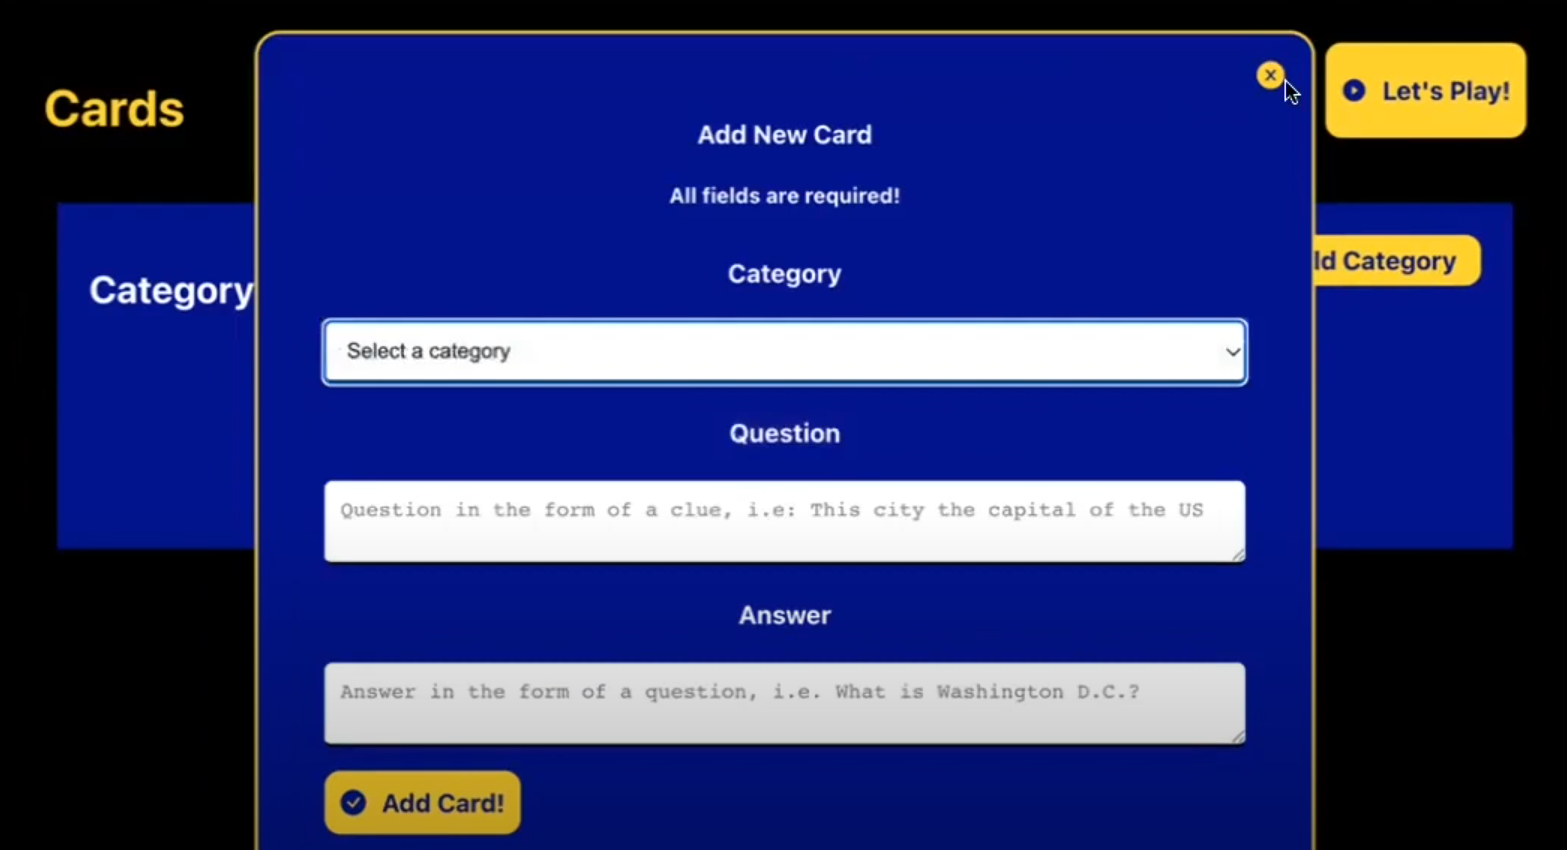 Cards
Let's Play!
Add New Card
All fields are required!
Category
ld Category
Category
Select a category
Question
Question in the form of a clue, i.e: This city the capital of the US
Answer
Answer in the form of a question, i.e. What is Washington D.C.?
Add Card!